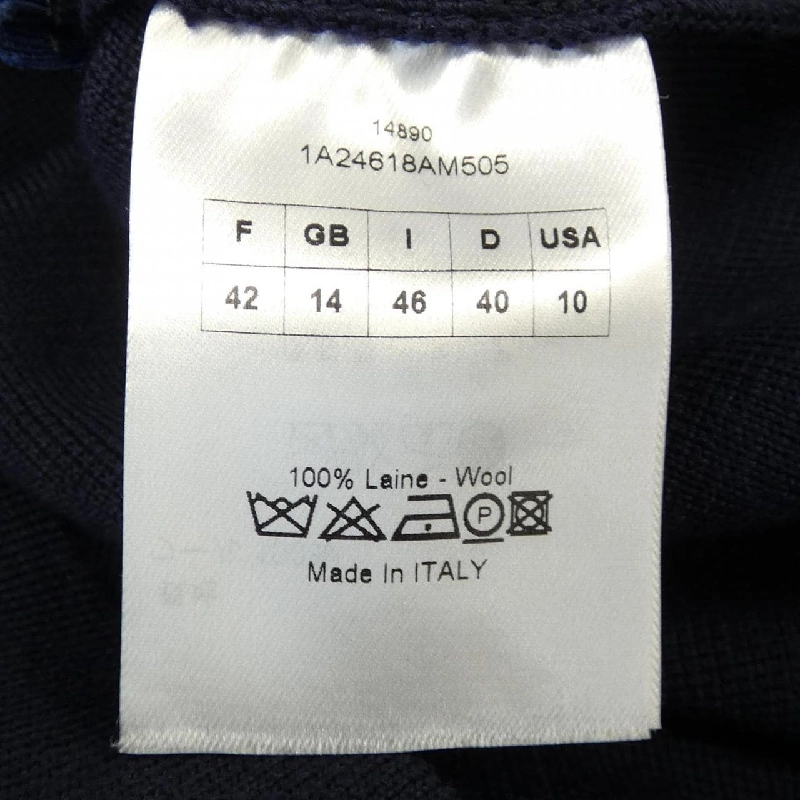 14890
1A24618AM505
F GB I D USA
42 14 46 40 10
100% Laine - Wool
P
Made In ITALY